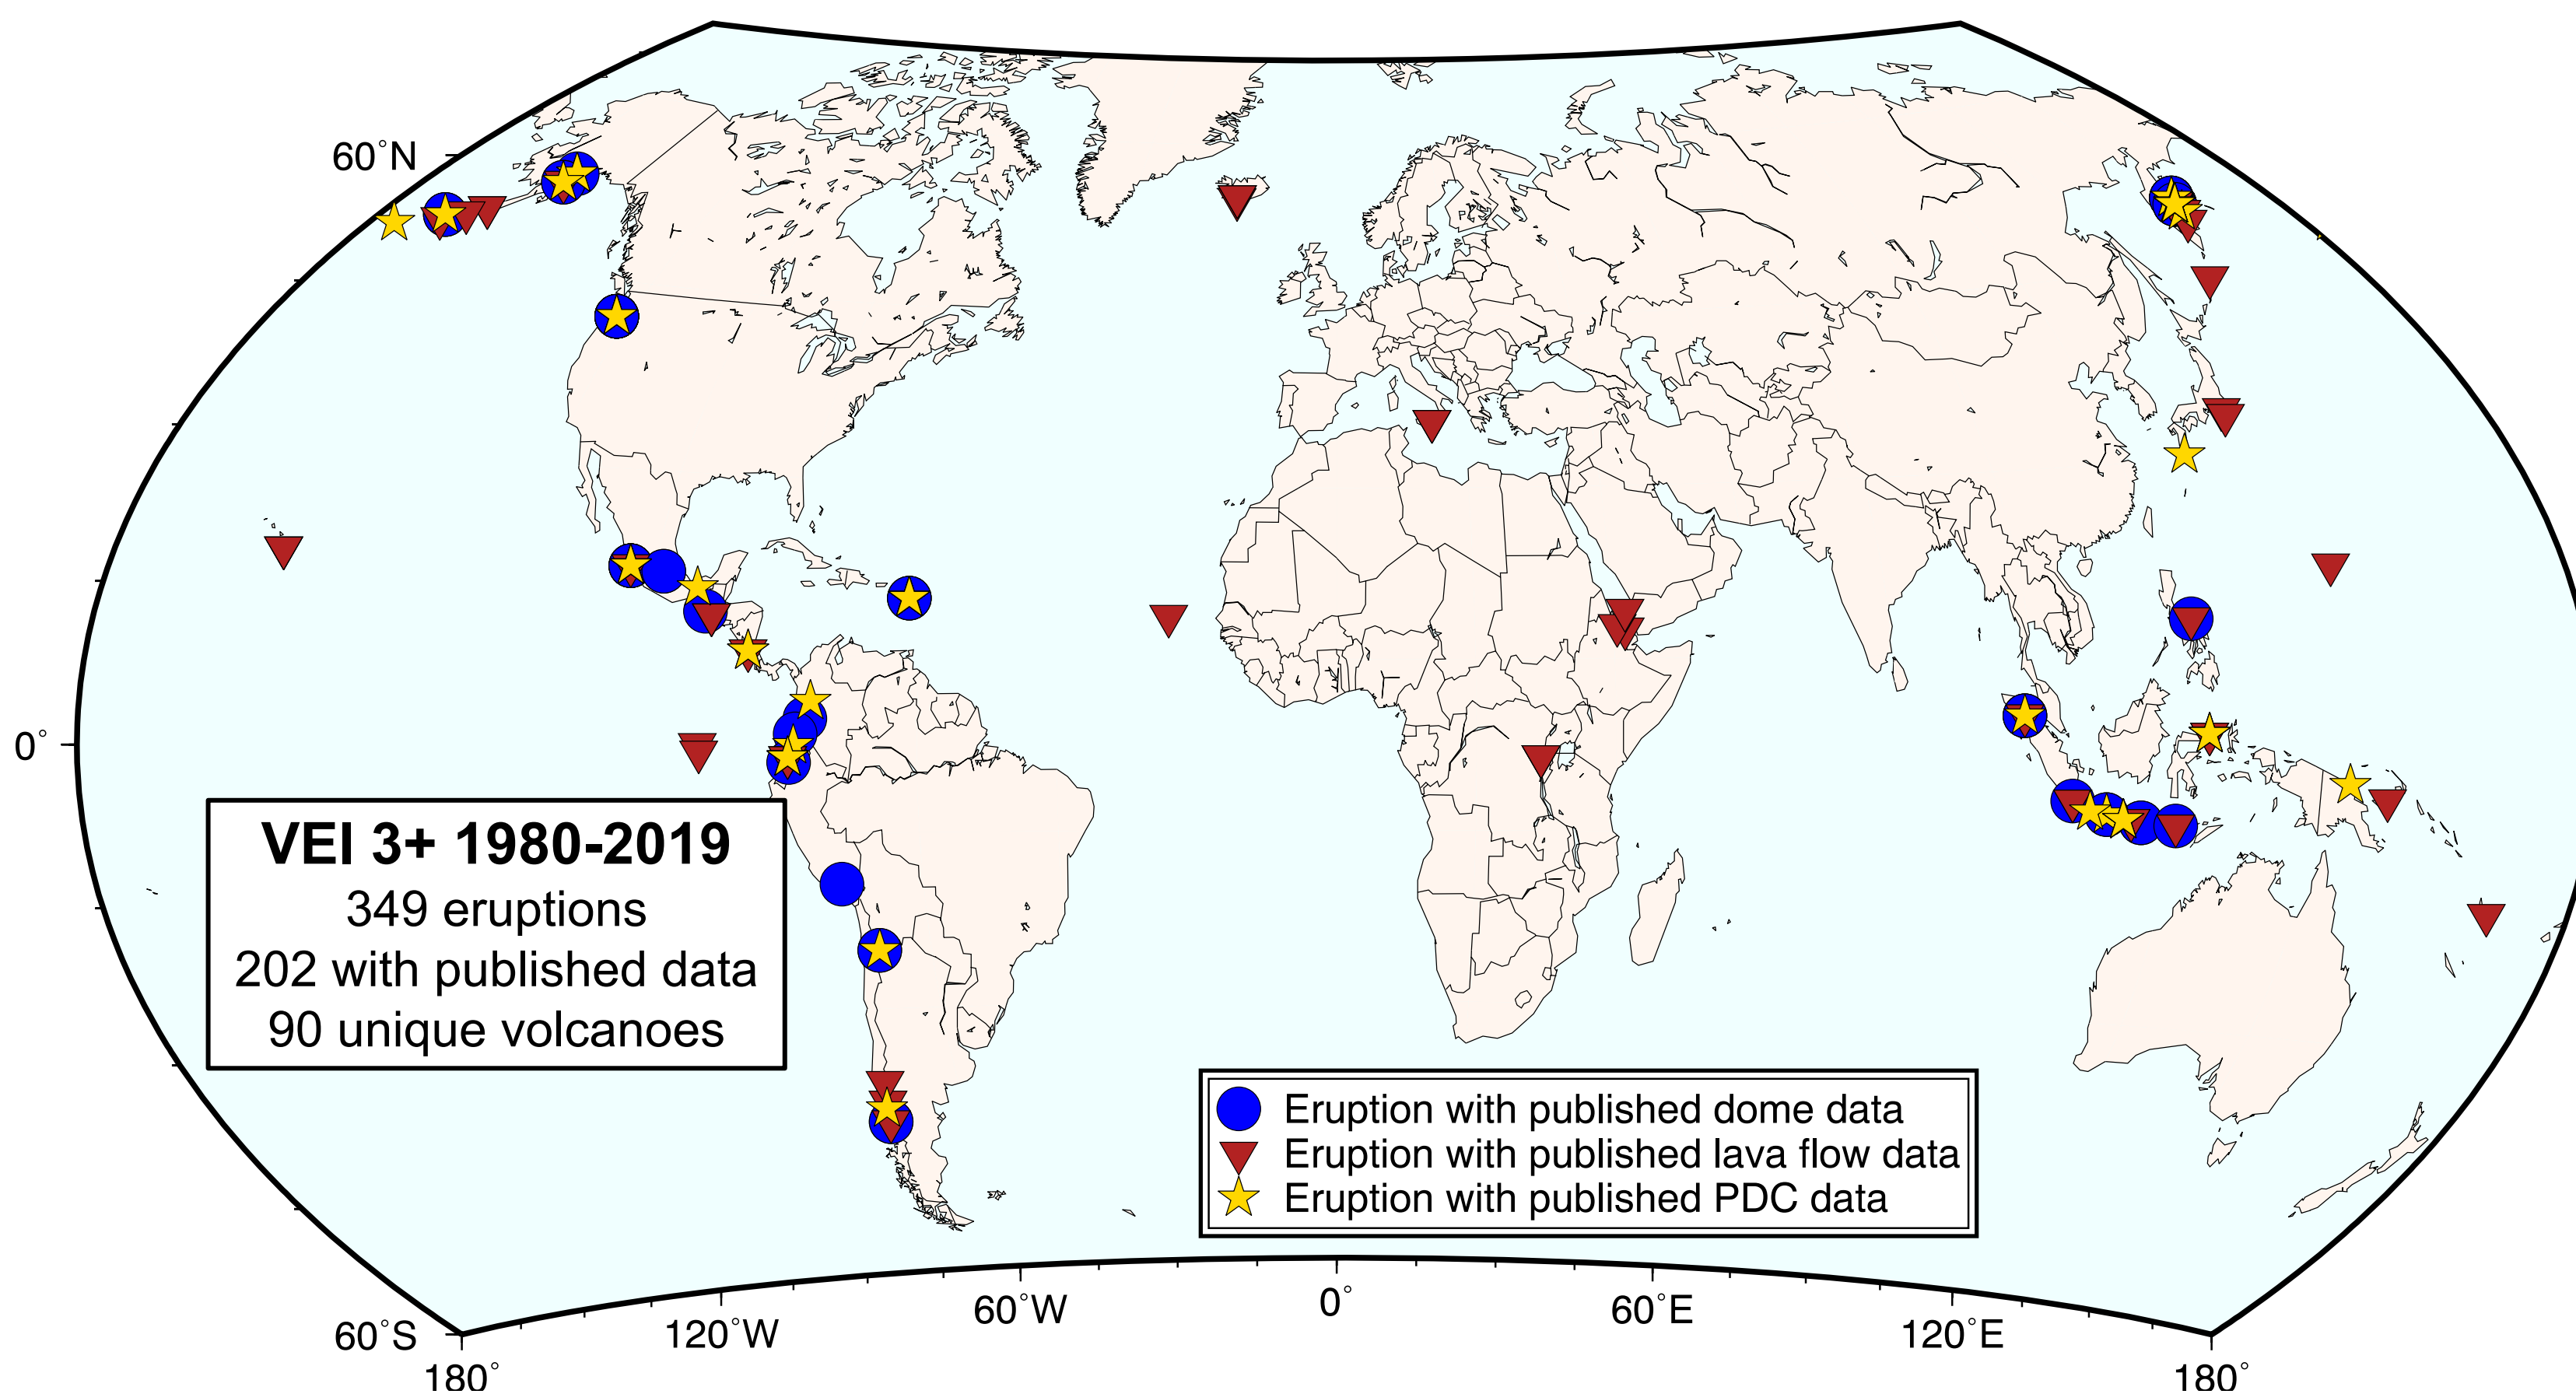 60°N
0°
VEI 3+ 1980-2019
349 eruptions
202 with published data
90 unique volcanoes
Eruption with published dome data
Eruption with published lava flow data
Eruption with published PDC data
60°S
180°
120°W
60°W
0°
60°E
120°E
180°